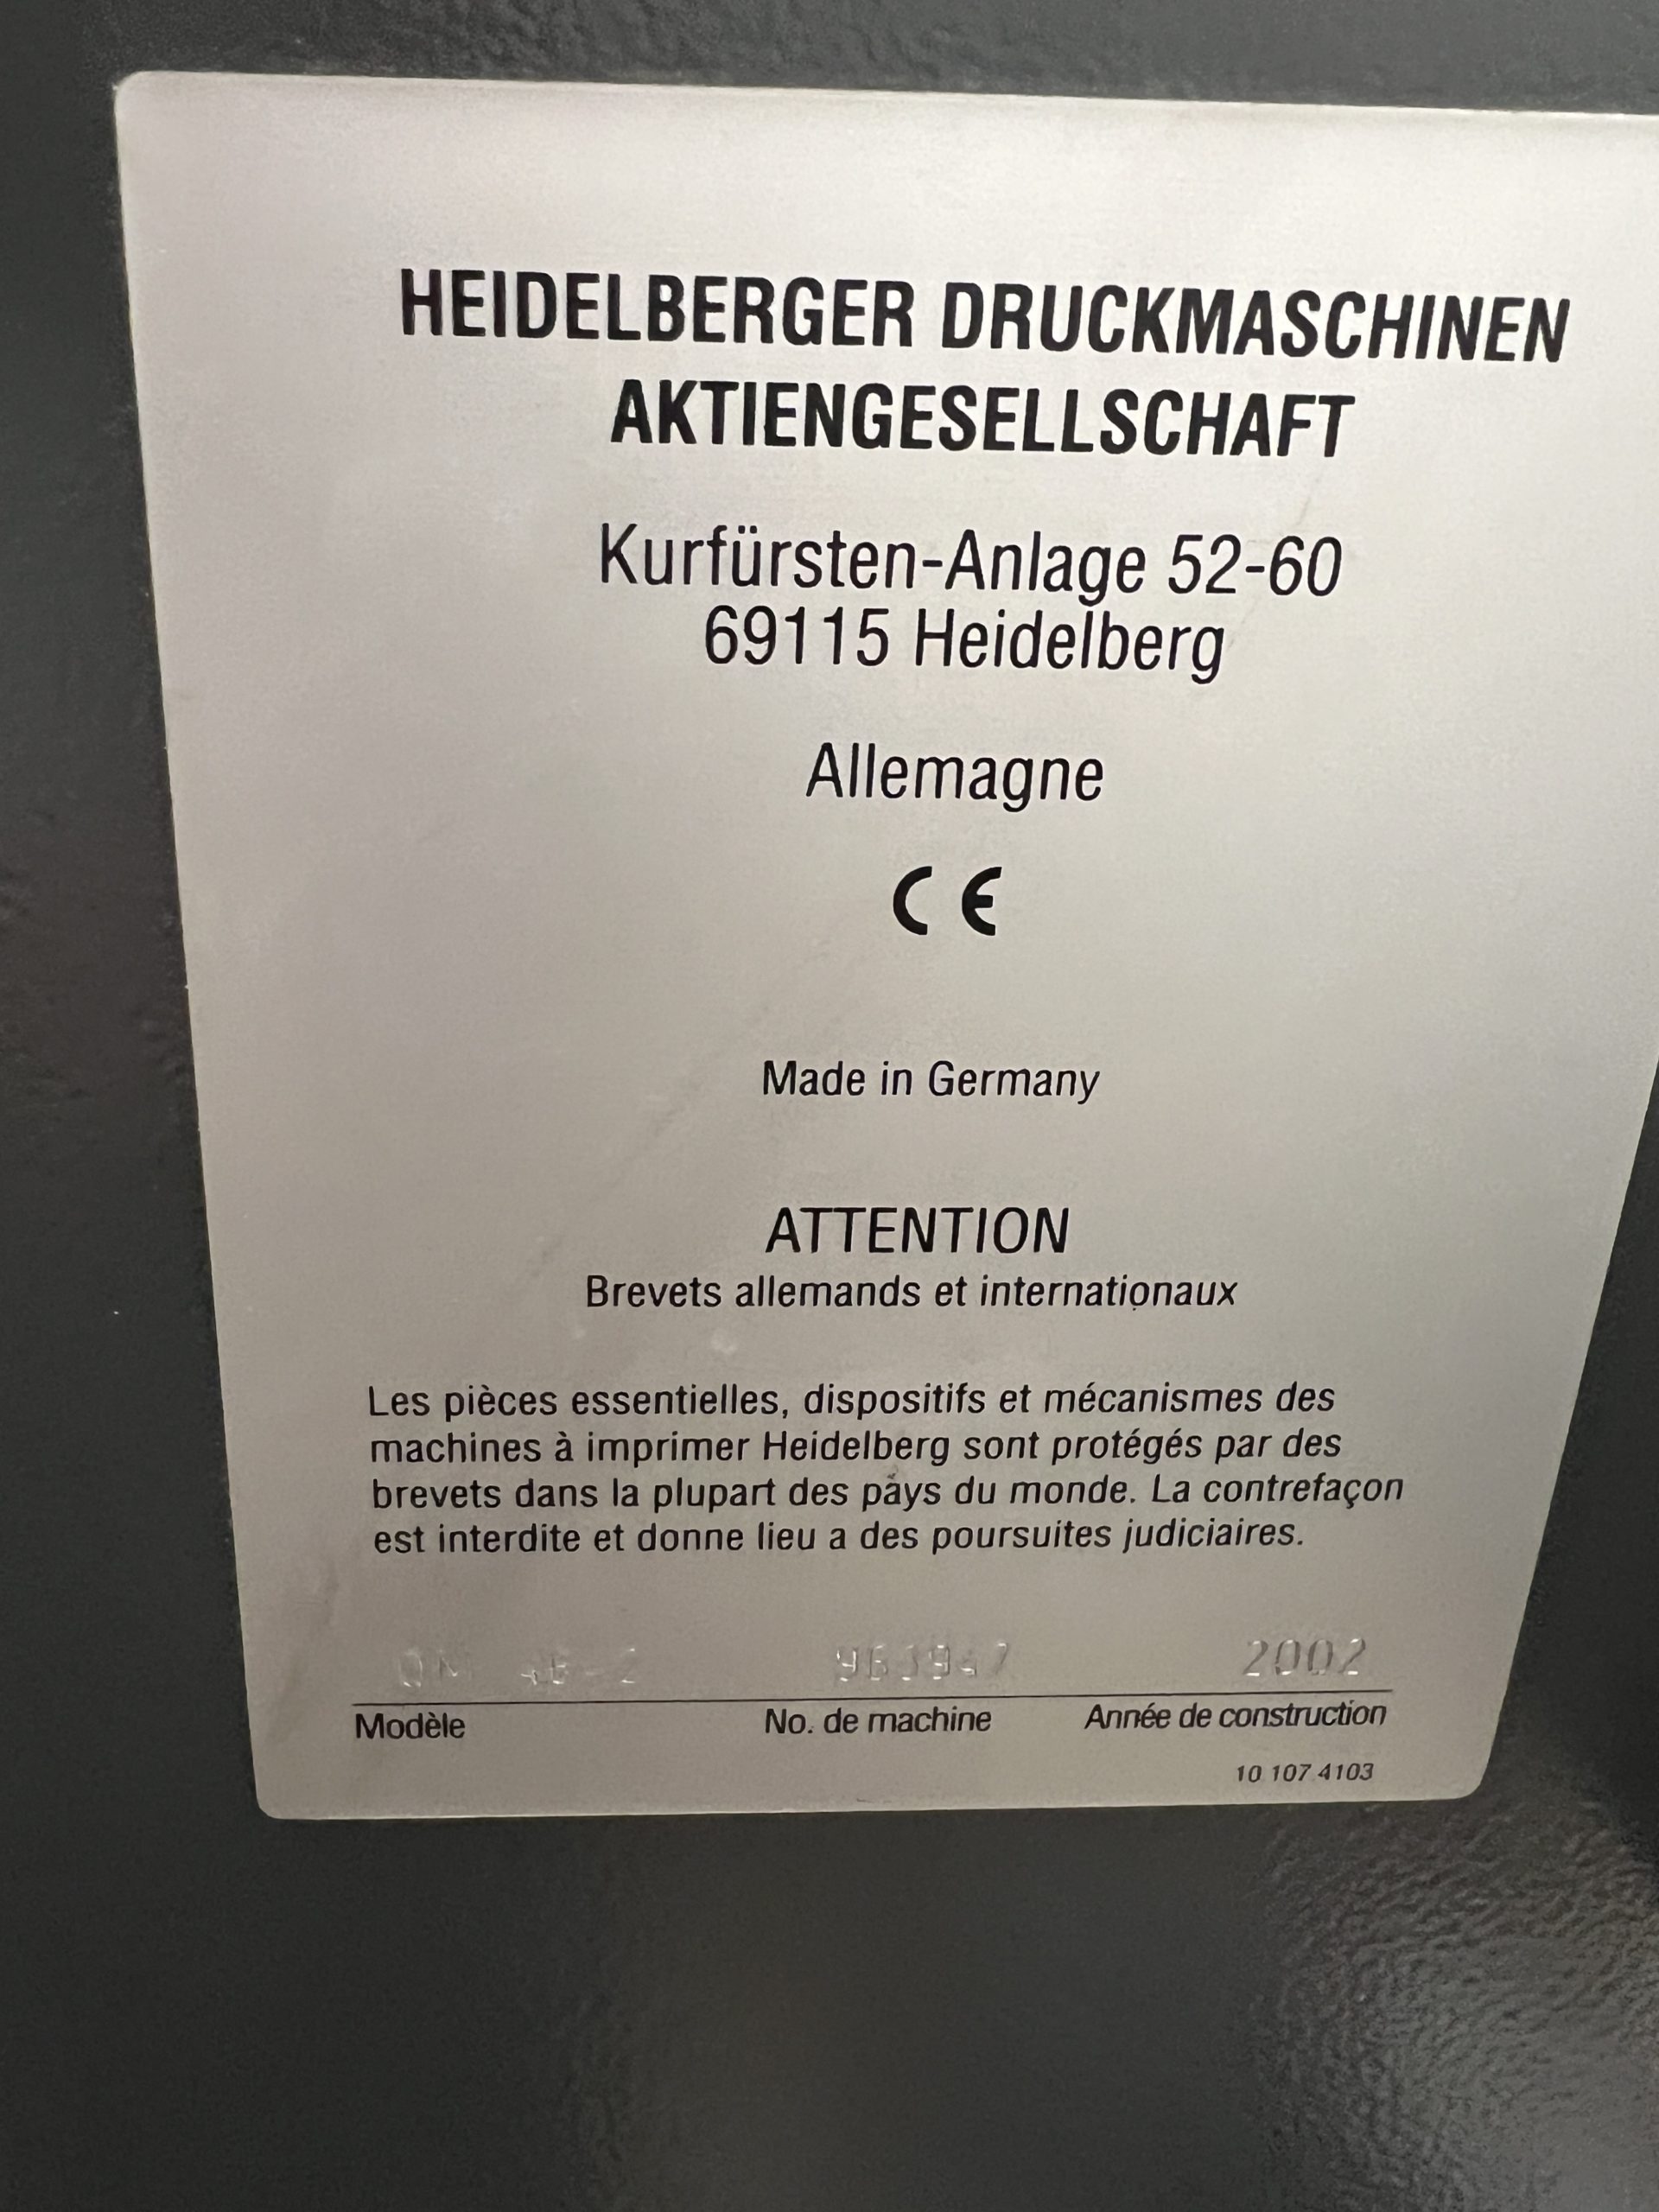 HEIDELBERGER DRUCKMASCHINEN
AKTIENGESELLSCHAFT
Kurfürsten-Anlage 52-60
69115 Heidelberg
Allemagne
CE
Made in Germany
ATTENTION
Brevets allemands et internationaux
Les pièces essentielles, dispositifs et mécanismes des
machines à imprimer Heidelberg sont protégés par des
brevets dans la plupart des pays du monde. La contrefaçon
est interdite et donne lieu a des poursuites judiciaires.
QM 46-2 2002
Modèle No. de machine Année de construction
10 107 4103